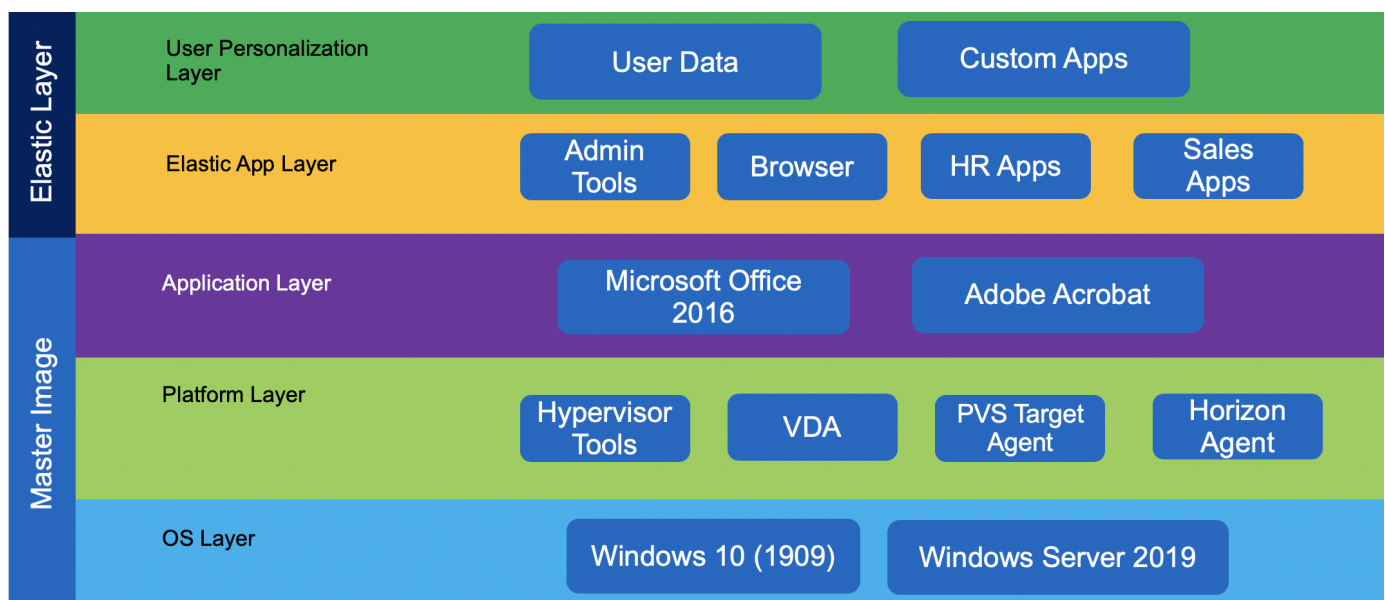 Elastic Layer
User Personalization
Layer
User Data
Custom Apps
Elastic App Layer
Admin
Tools
Browser
HR Apps
Sales
Apps
Master Image
Application Layer
Microsoft Office
2016
Adobe Acrobat
Platform Layer
Hypervisor
Tools
VDA
PVS Target
Agent
Horizon
Agent
OS Layer
Windows 10 (1909)
Windows Server 2019